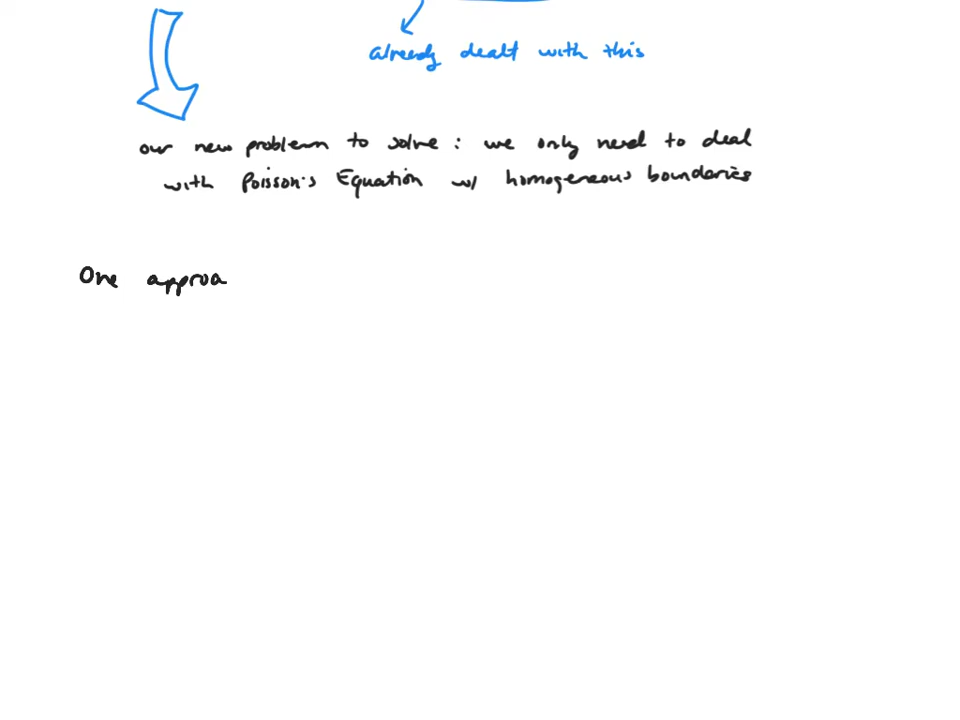 already dealt with this
our new problem to solve : we only need to deal
with Poisson's Equation w/ homogeneous boundaries
One approa